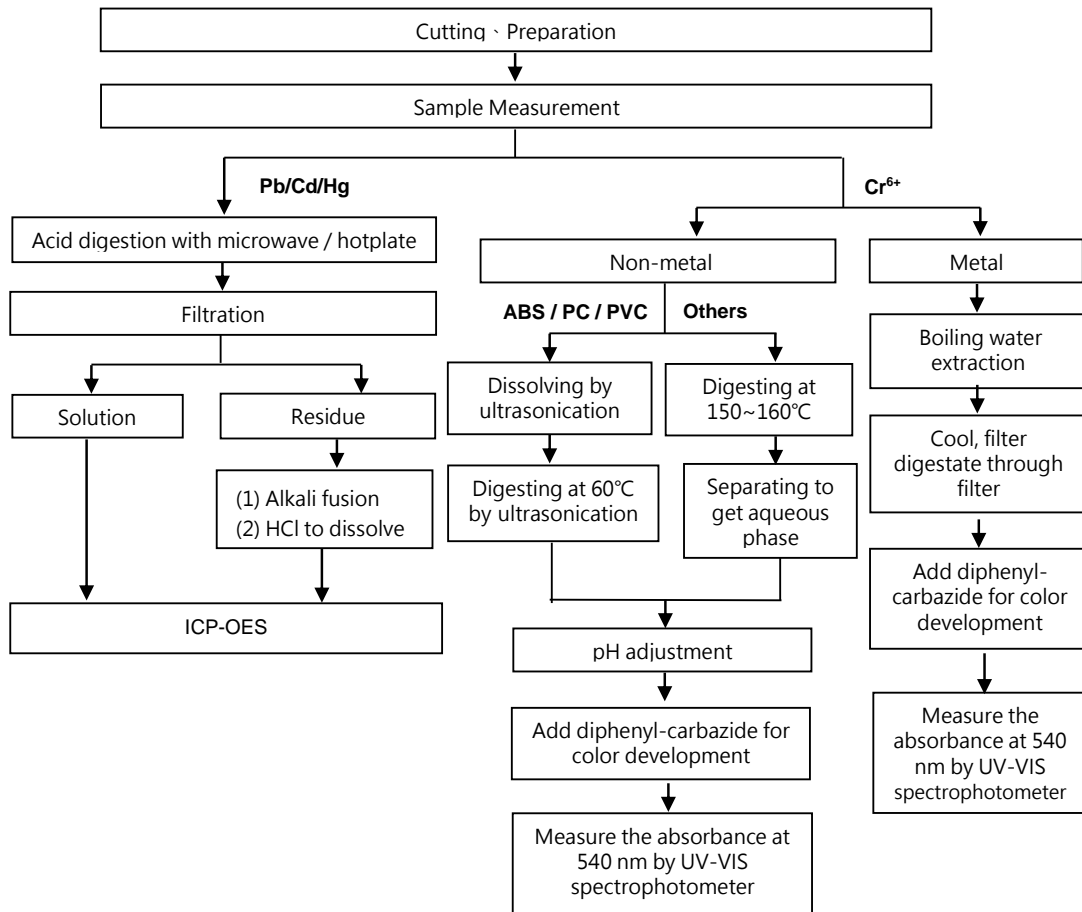 Cutting、Preparation
Sample Measurement
Pb/Cd/Hg
Cr⁶⁺
Acid digestion with microwave / hotplate
Non-metal
Metal
Filtration
ABS / PC / PVC
Others
Boiling water
extraction
Solution
Residue
Dissolving by
ultrasonication
Digesting at
150~160℃
Cool, filter
digestate through
filter
(1) Alkali fusion
(2) HCl to dissolve
Digesting at 60℃
by ultrasonication
Separating to
get aqueous
phase
Add diphenyl-
carbazide for color
development
ICP-OES
pH adjustment
Measure the
absorbance at 540
nm by UV-VIS
spectrophotometer
Add diphenyl-carbazide for
color development
Measure the absorbance at
540 nm by UV-VIS
spectrophotometer